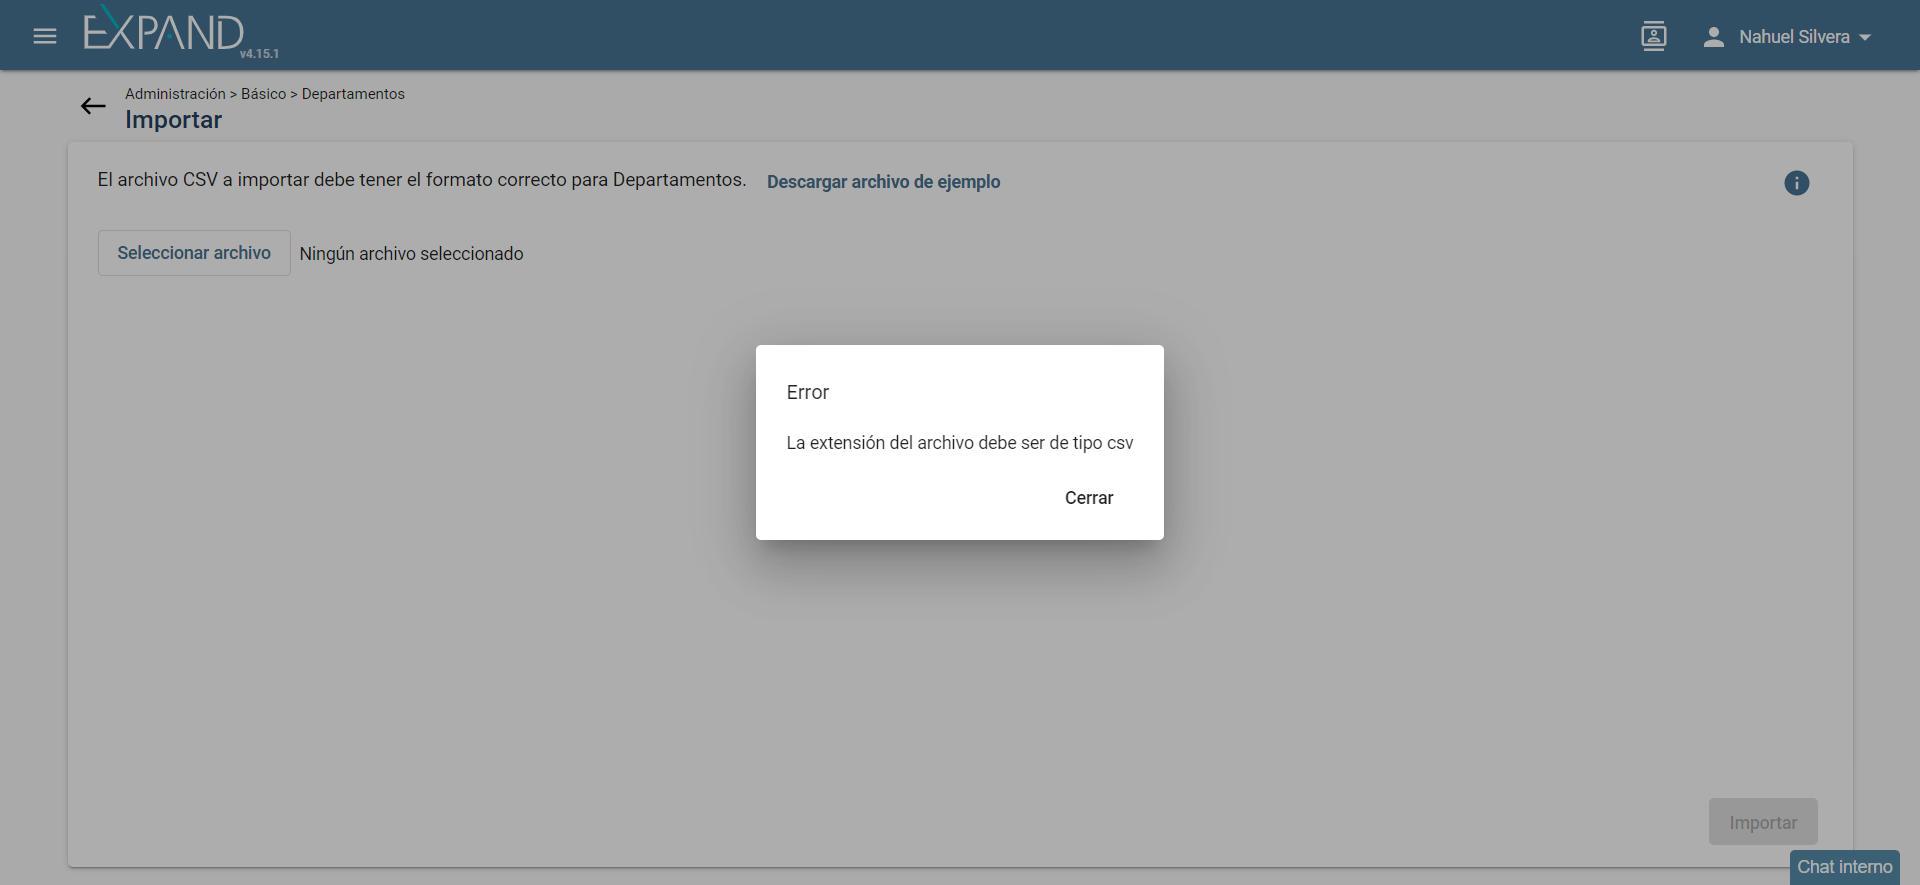 EXPAND
v4.15.1
Nahuel Silvera
Administración > Básico > Departamentos
Importar
El archivo CSV a importar debe tener el formato correcto para Departamentos.
Descargar archivo de ejemplo
Seleccionar archivo
Ningún archivo seleccionado
Error
La extensión del archivo debe ser de tipo csv
Cerrar
Importar
Chat interno